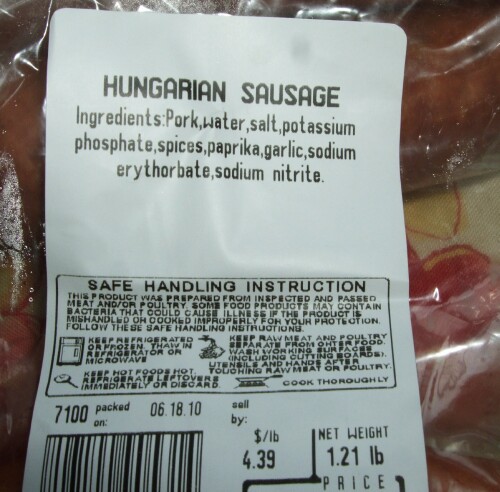 HUNGARIAN SAUSAGE
Ingredients:Pork,water,salt,potassium
phosphate,spices,paprika,garlic,sodium
erythorbate,sodium nitrite.
SAFE HANDLING INSTRUCTION
THIS PRODUCT WAS PREPARED FROM INSPECTED AND PASSED
MEAT AND/OR POULTRY. SOME FOOD PRODUCTS MAY CONTAIN
BACTERIA THAT COULD CAUSE ILLNESS IF THE PRODUCT IS
MISHANDLED OR COOKED IMPROPERLY FOR YOUR PROTECTION,
FOLLOW THESE SAFE HANDLING INSTRUCTIONS.
KEEP REFRIGERATED
OR FROZEN THAW IN
REFRIGERATOR OR
MICROWAVE
KEEP RAW MEAT AND POULTRY
SEPARATE FROM OTHER FOOD.
WASH WORKING SURFACES
(INCLUDING CUTTING BOARDS),
UTENSILS AND HANDS AFTER
TOUCHING RAW MEAT OR POULTRY.
KEEP HOT FOODS HOT.
REFRIGERATE LEFTOVERS
IMMEDIATELY OR DISCARD.
COOK THOROUGHLY
7100 packed on: 06.18.10
sell by:
$/lb
4.39
NET WEIGHT
1.21 lb
PRICE